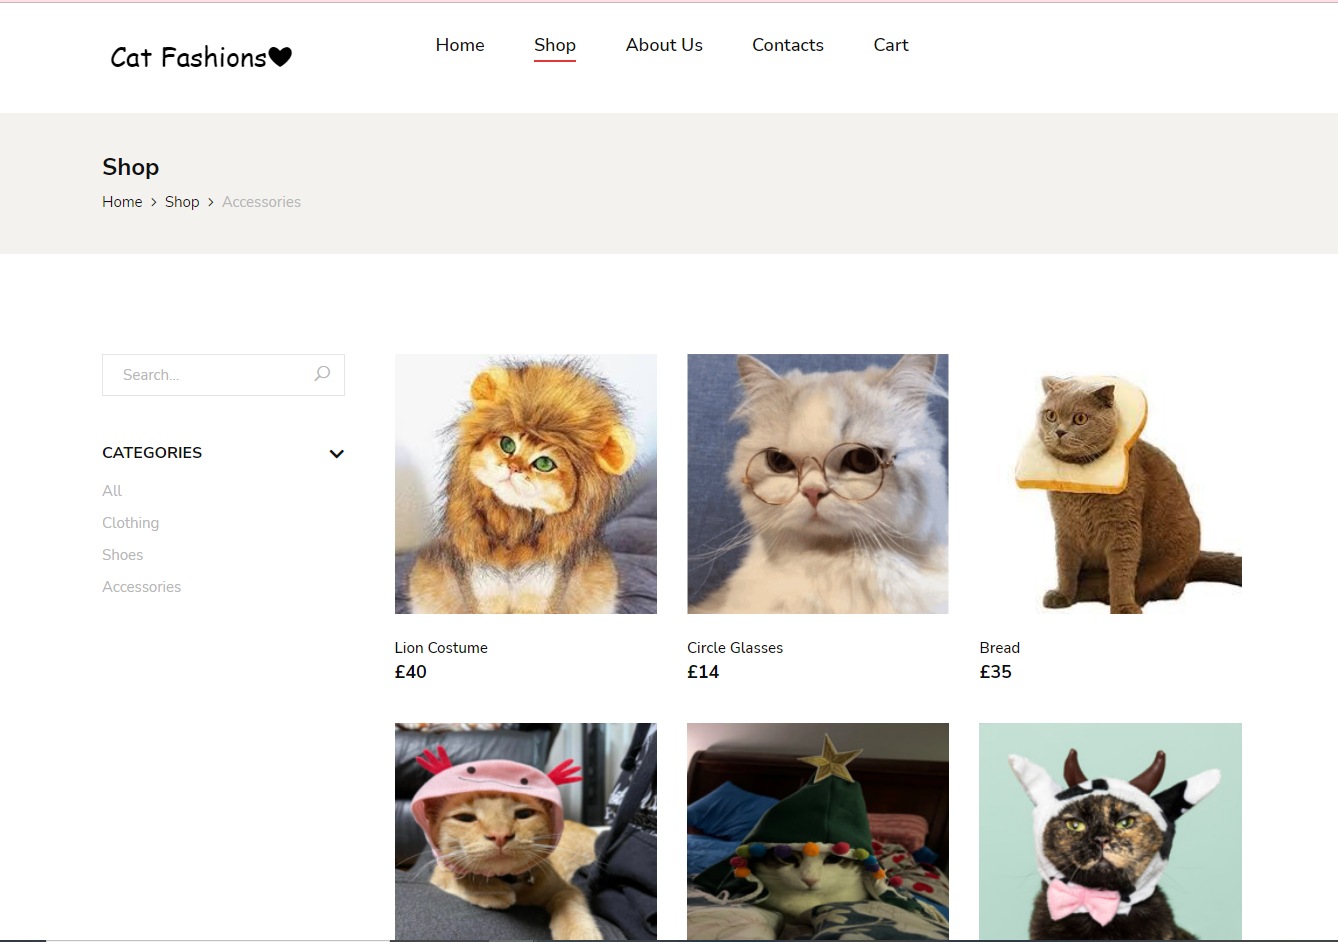 Cat Fashions♥
Home Shop About Us Contacts Cart
Shop
Home > Shop > Accessories
Search...
CATEGORIES
All
Clothing
Shoes
Accessories
Lion Costume
£40
Circle Glasses
£14
Bread
£35